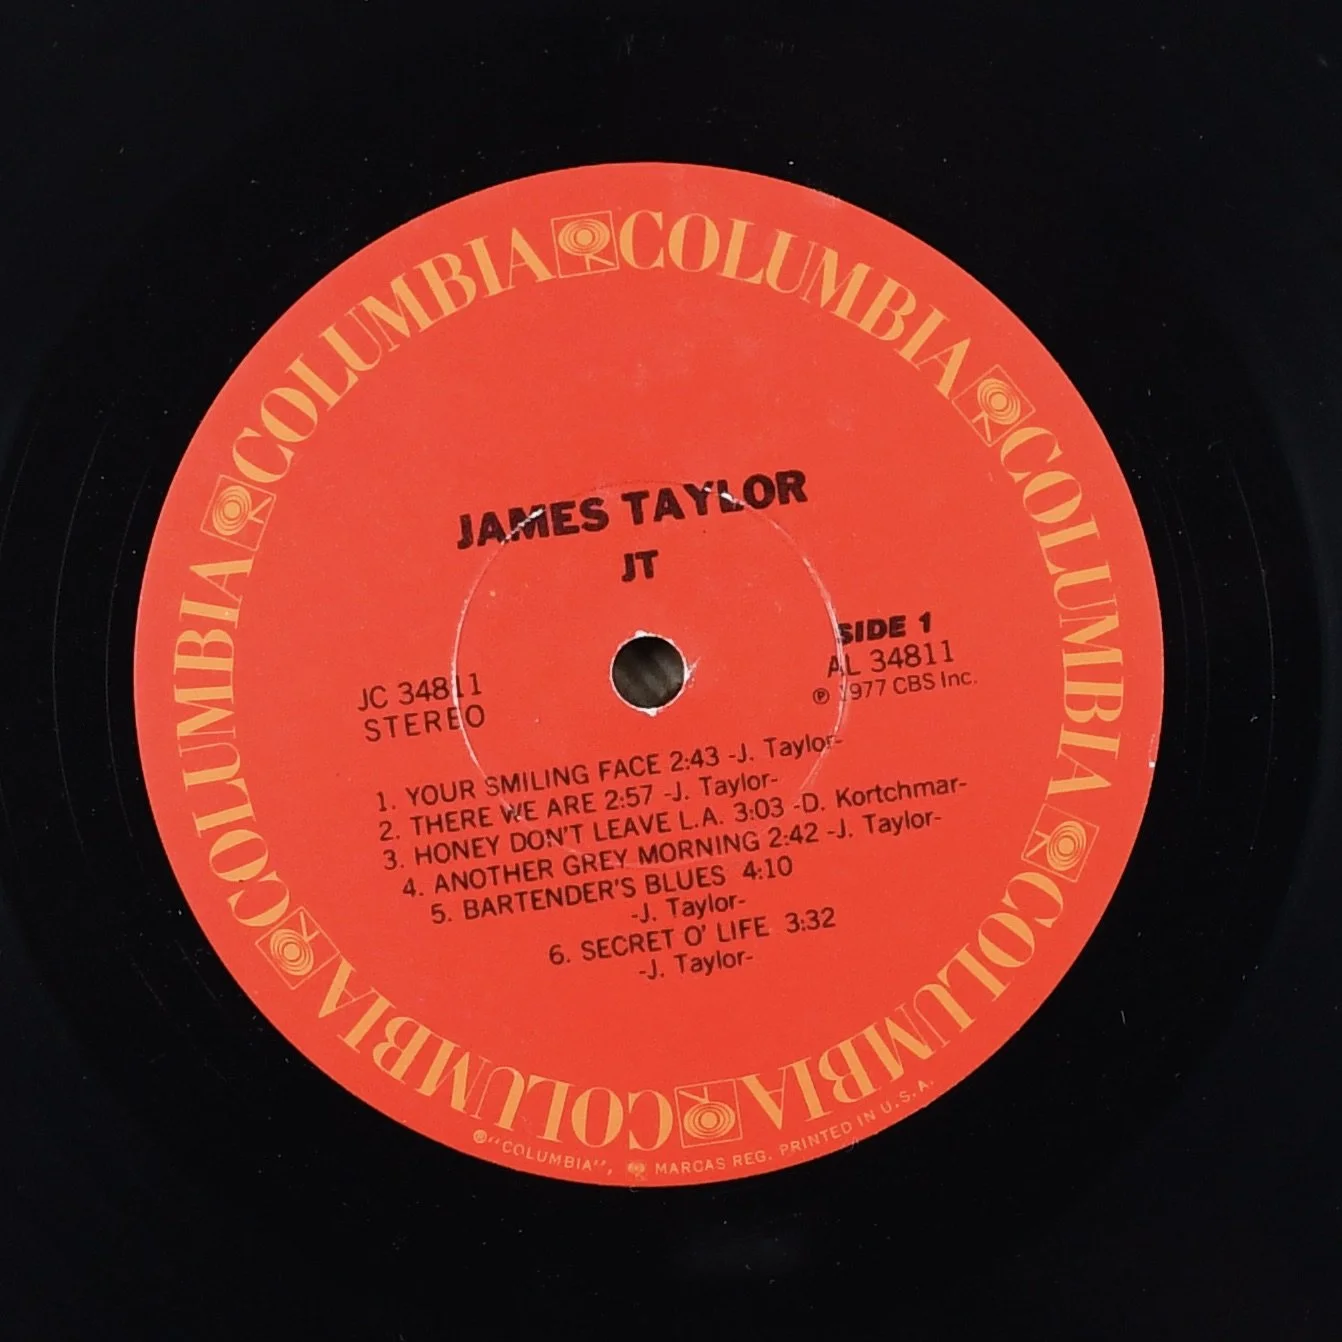 COLUMBIA COLUMBIA COLUMBIA COLUMBIA COLUMBIA COLUMBIA
JAMES TAYLOR
JT
SIDE 1
JC 34811 AL 34811
STEREO ℗ 1977 CBS Inc.
1. YOUR SMILING FACE 2:43 -J. Taylor-
2. THERE WE ARE 2:57 -J. Taylor-
3. HONEY DON'T LEAVE L.A. 3:03 -D. Kortchmar-
4. ANOTHER GREY MORNING 2:42 -J. Taylor-
5. BARTENDER'S BLUES 4:10
-J. Taylor-
6. SECRET O' LIFE 3:32
-J. Taylor-
®"COLUMBIA", MARCAS REG. PRINTED IN U.S.A.